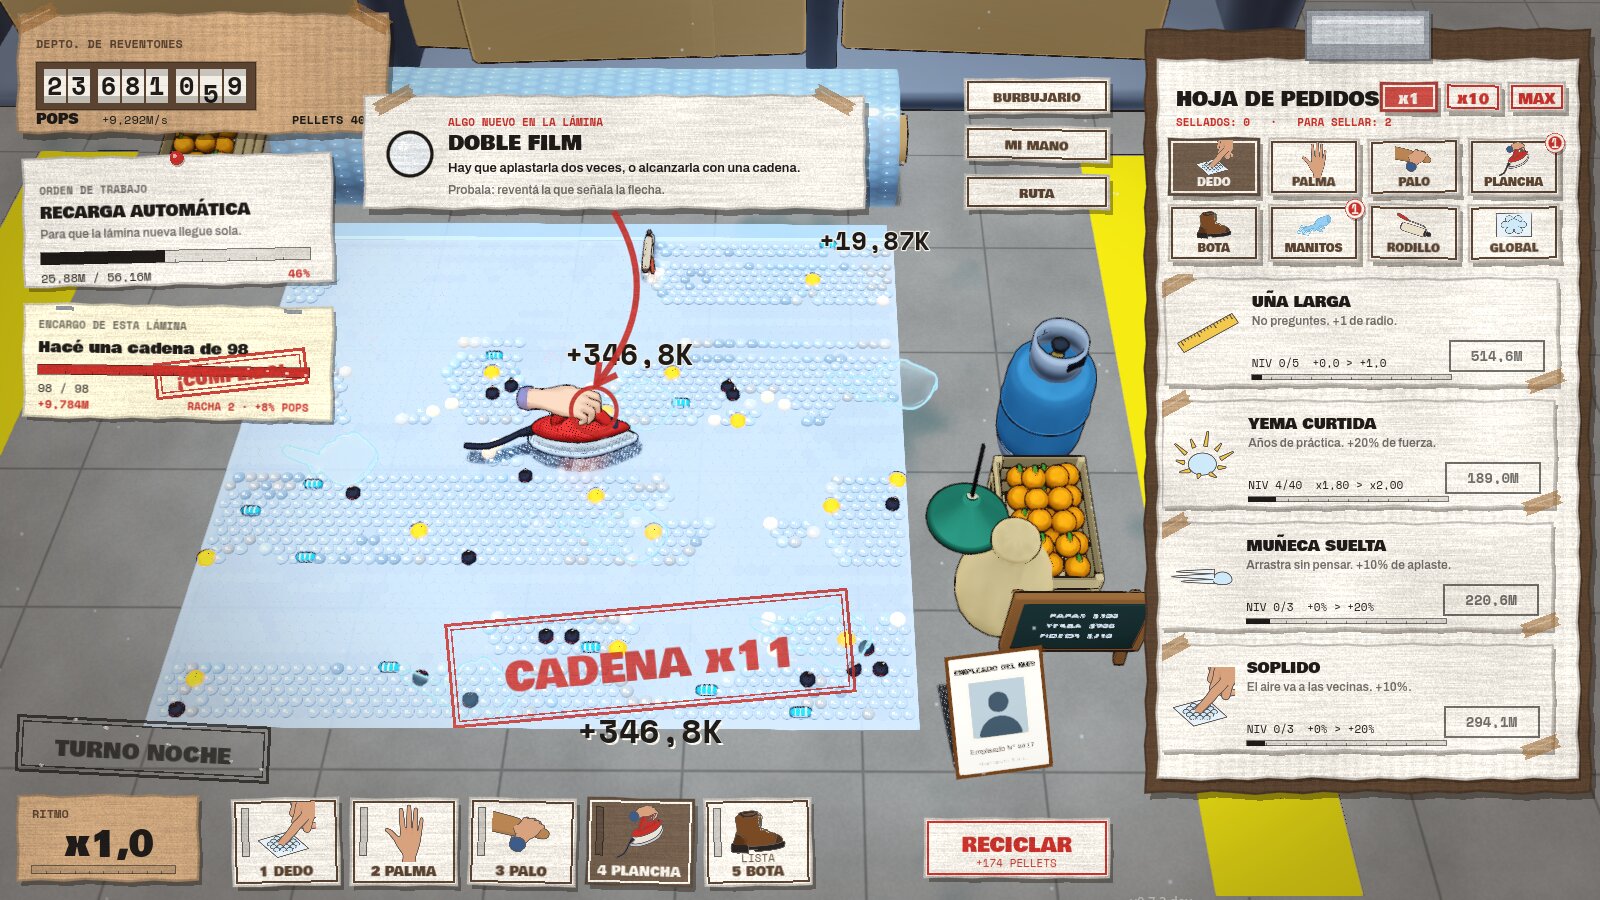 DEPTO. DE REVENTONES
23 681 059
POPS +9,292M/s PELLETS 40
ORDEN DE TRABAJO
RECARGA AUTOMÁTICA
Para que la lámina nueva llegue sola.
25,88M / 56,16M 46%
ENCARGO DE ESTA LÁMINA
Hacé una cadena de 98
98 / 98
+9,784M RACHA 2 · +8% POPS
ALGO NUEVO EN LA LÁMINA
DOBLE FILM
Hay que aplastarla dos veces, o alcanzarla con una cadena.
Probala: reventá la que señala la flecha.
BURBUJARIO
MI MANO
RUTA
+19,87K
+346,8K
CADENA x11
+346,8K
TURNO NOCHE
RITMO
x1,0
1 DEDO
2 PALMA
3 PALO
4 PLANCHA
LISTA
5 BOTA
RECICLAR
+174 PELLETS
HOJA DE PEDIDOS x1 x10 MAX
SELLADOS: 0 · PARA SELLAR: 2
DEDO PALMA PALO PLANCHA 1
BOTA MANITOS 1 RODILLO GLOBAL
UÑA LARGA
No preguntes. +1 de radio.
NIV 0/5 +0,0 > +1,0 514,6M
YEMA CURTIDA
Años de práctica. +20% de fuerza.
NIV 4/40 x1,80 > x2,00 189,0M
MUÑECA SUELTA
Arrastra sin pensar. +10% de aplaste.
NIV 0/3 +0% > +20% 220,6M
SOPLIDO
El aire va a las vecinas. +10%.
NIV 0/3 +0% > +20% 294,1M